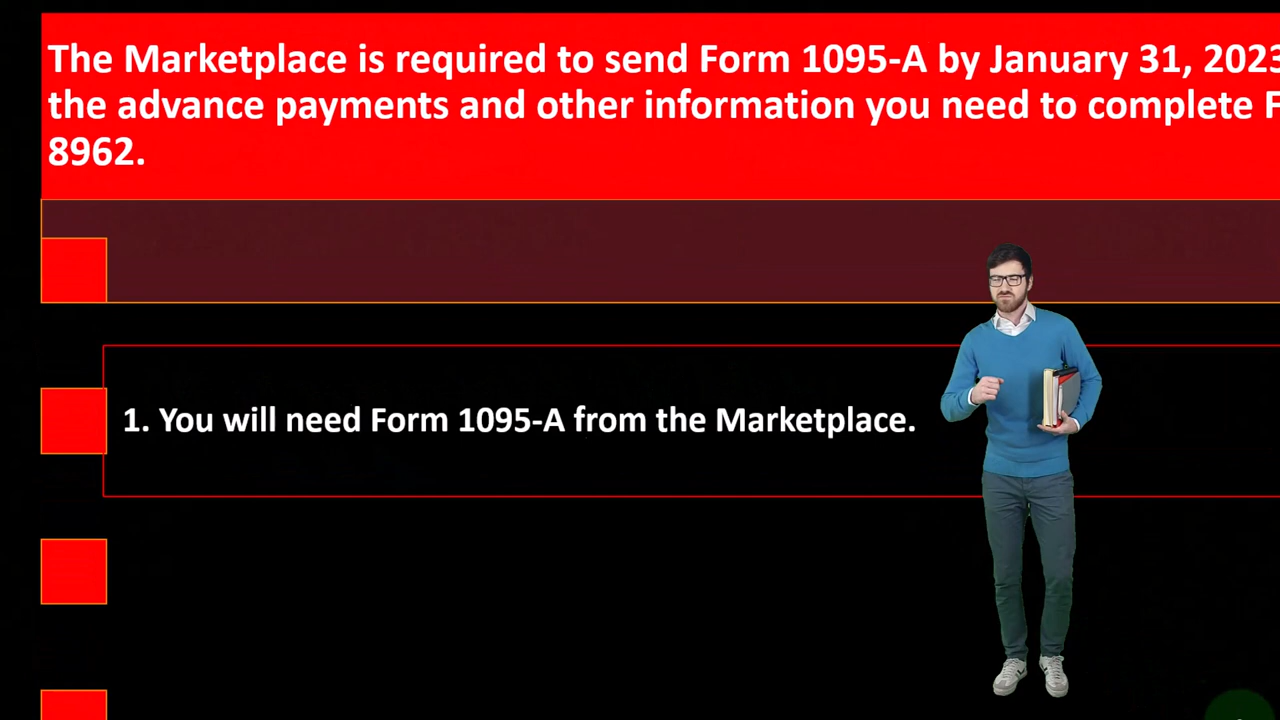 The Marketplace is required to send Form 1095-A by January 31, 2023
the advance payments and other information you need to complete F
8962.
1. You will need Form 1095-A from the Marketplace.